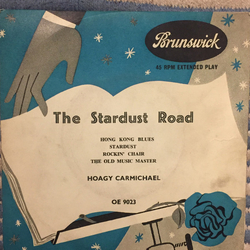 Brunswick
45 RPM EXTENDED PLAY
The Stardust Road
HONG KONG BLUES
STARDUST
ROCKIN' CHAIR
THE OLD MUSIC MASTER
HOAGY CARMICHAEL
OE 9023